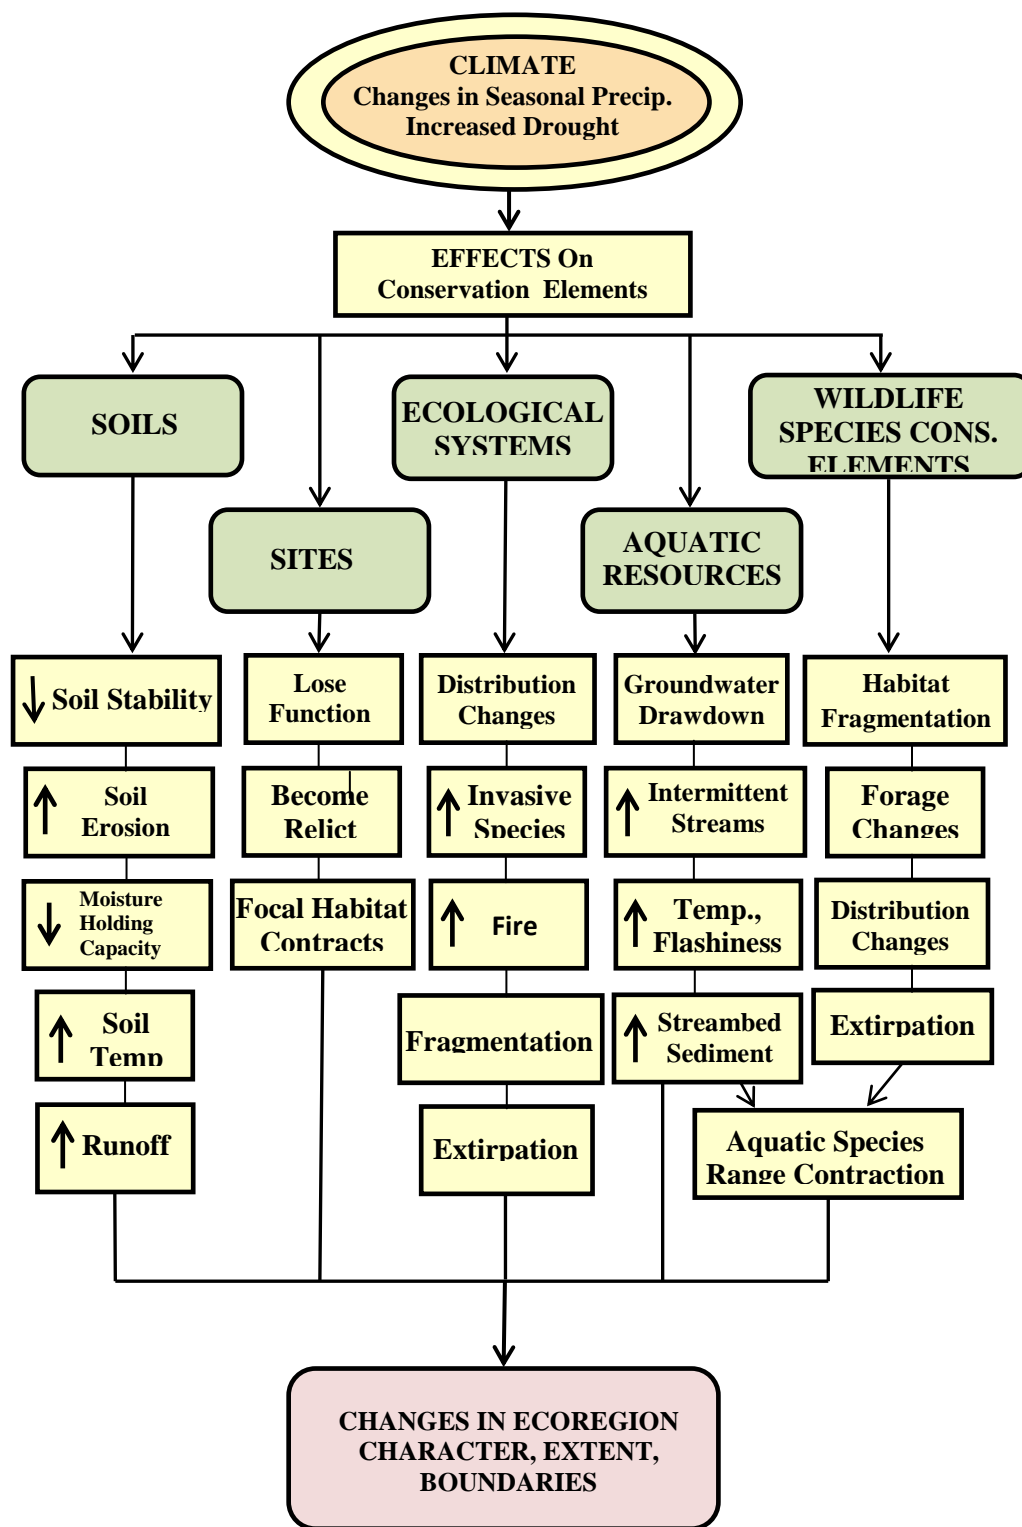 CLIMATE
Changes in Seasonal Precip.
Increased Drought
EFFECTS On
Conservation Elements
SOILS
ECOLOGICAL
SYSTEMS
WILDLIFE
SPECIES CONS.
ELEMENTS
SITES
AQUATIC
RESOURCES
↓ Soil Stability
Lose
Function
Distribution
Changes
Groundwater
Drawdown
Habitat
Fragmentation
↑ Soil
Erosion
Become
Relict
↑ Invasive
Species
↑ Intermittent
Streams
Forage
Changes
↓ Moisture
Holding
Capacity
Focal Habitat
Contracts
↑ Fire
↑ Temp.,
Flashiness
Distribution
Changes
↑ Soil
Temp
Fragmentation
↑ Streambed
Sediment
Extirpation
↑ Runoff
Extirpation
Aquatic Species
Range Contraction
CHANGES IN ECOREGION
CHARACTER, EXTENT,
BOUNDARIES